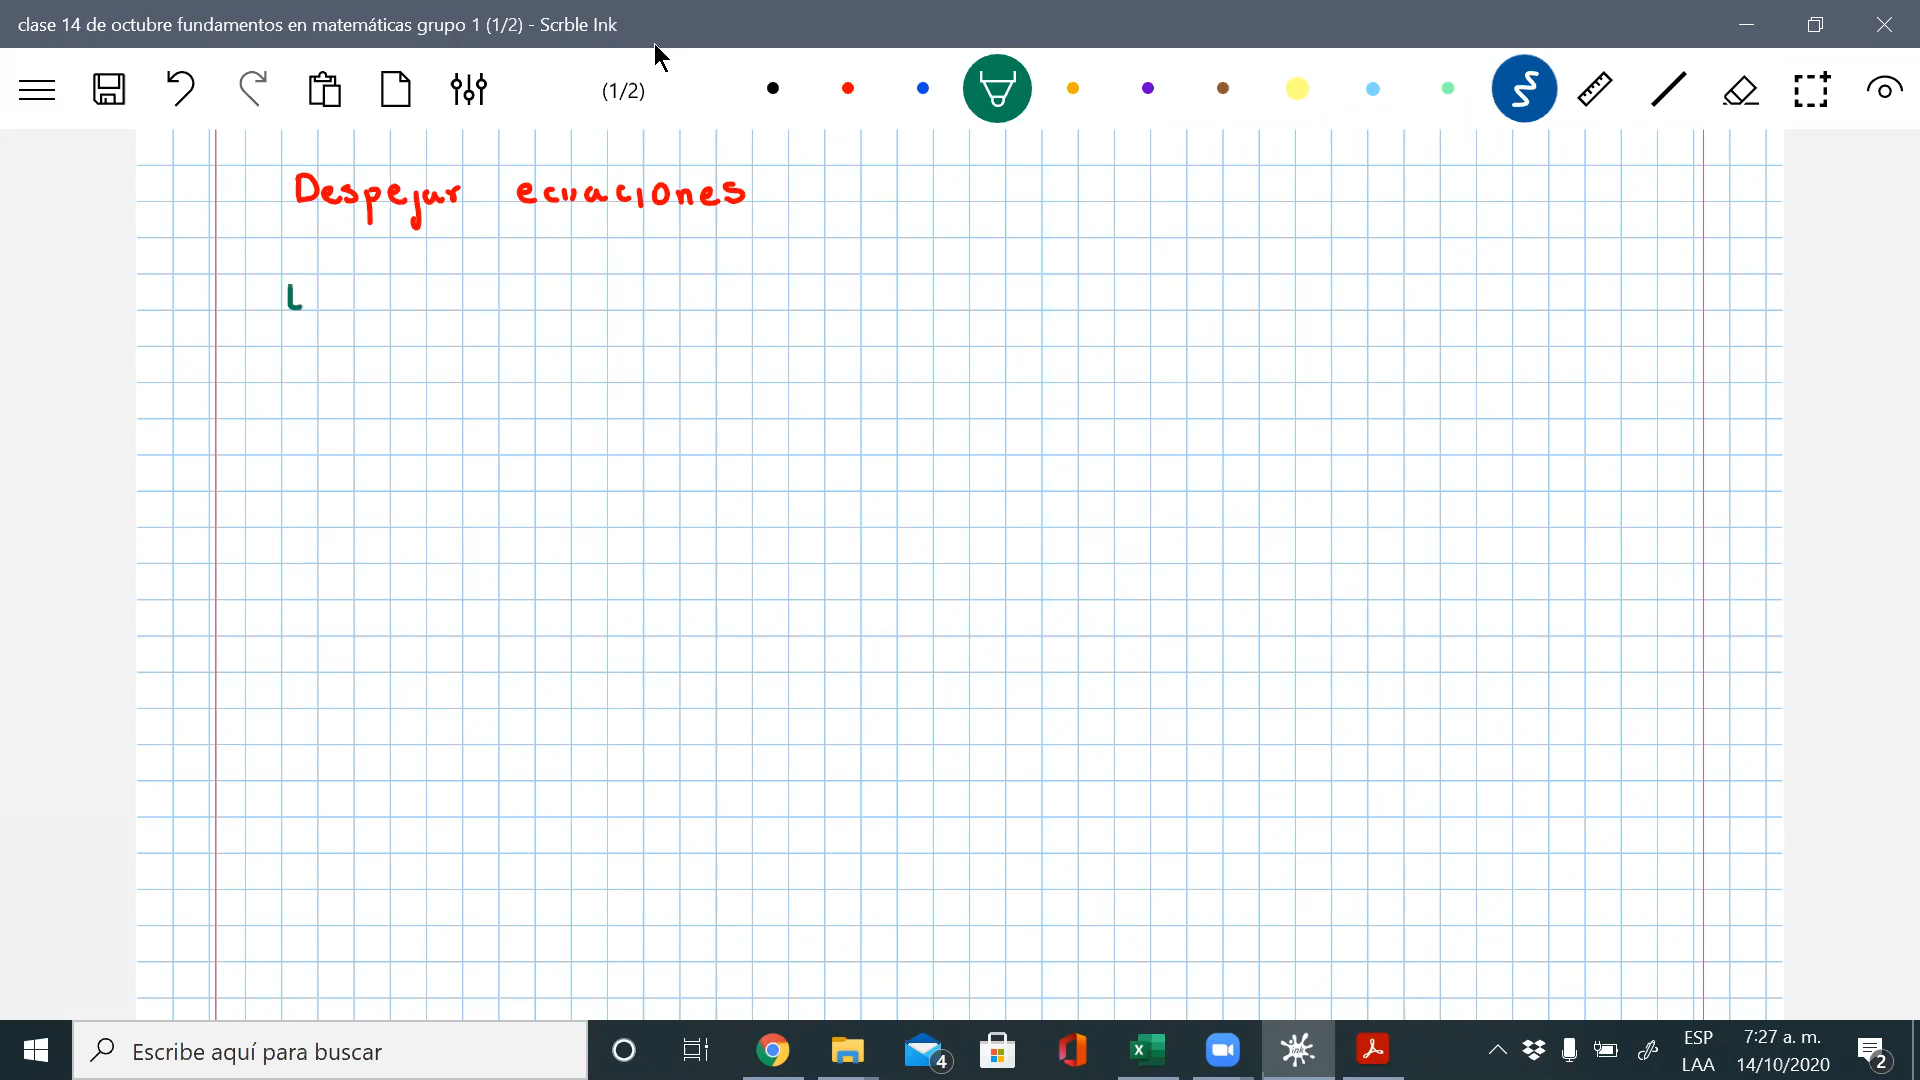 clase 14 de octubre fundamentos en matemáticas grupo 1 (1/2) - Scrble Ink
(1/2)
Despejar ecuaciones
L
Escribe aquí para buscar
4
ESP
LAA
7:27 a. m.
14/10/2020
2